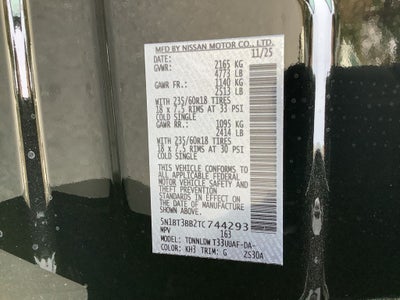 MFD BY NISSAN MOTOR CO., LTD.
DATE: 11/25
GVWR: 2165 KG
4773 LB
GAWR FR.: 1140 KG
2513 LB
WITH 235/60R18 TIRES
18 x 7.5 RIMS AT 33 PSI
COLD SINGLE
GAWR RR.: 1095 KG
2414 LB
WITH 235/60R18 TIRES
18 x 7.5 RIMS AT 30 PSI
COLD SINGLE
THIS VEHICLE CONFORMS TO
ALL APPLICABLE FEDERAL
MOTOR VEHICLE SAFETY AND
THEFT PREVENTION
STANDARDS IN EFFECT ON
THE DATE OF MANUFACTURE
SHOWN ABOVE.
5N1BT3BB2TC744293
MPV 163
MODEL: TDNNLDWT33UUAF-DA-
COLOR: KH3 TRIM: G 2S30A